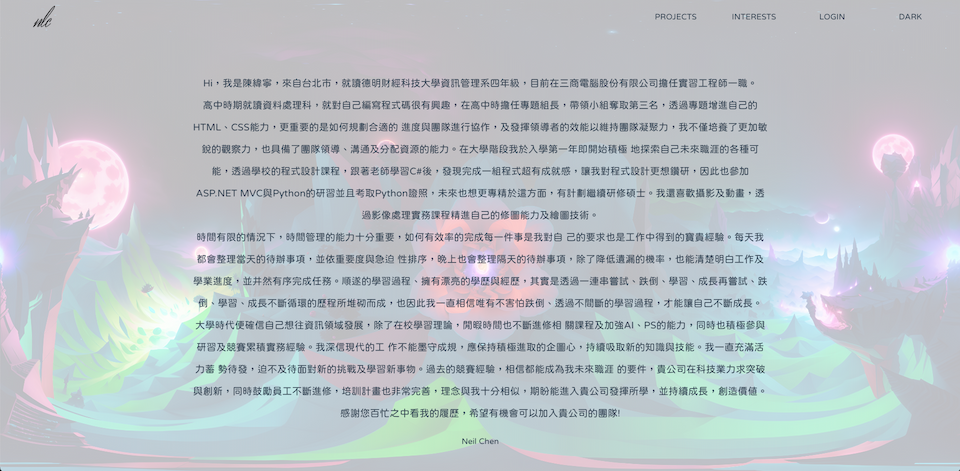 nlc
PROJECTS
INTERESTS
LOGIN
DARK
Hi，我是陳緯寧，來自台北市，就讀德明財經科技大學資訊管理系四年級，目前在三商電腦股份有限公司擔任實習工程師一職。
高中時期就讀資料處理科，就對自己編寫程式碼很有興趣，在高中時擔任專題組長，帶領小組奪取第三名，透過專題增進自己的
HTML、CSS能力，更重要的是如何規劃合適的 進度與團隊進行協作，及發揮領導者的效能以維持團隊凝聚力，我不僅培養了更加敏
銳的觀察力，也具備了團隊領導、溝通及分配資源的能力。在大學階段我於入學第一年即開始積極 地探索自己未來職涯的各種可
能，透過學校的程式設計課程，跟著老師學習C#後，發現完成一組程式超有成就感，讓我對程式設計更想鑽研，因此也參加
ASP.NET MVC與Python的研習並且考取Python證照，未來也想更專精於這方面，有計劃繼續研修碩士。我還喜歡攝影及動畫，透
過影像處理實務課程精進自己的修圖能力及繪圖技術。
時間有限的情況下，時間管理的能力十分重要，如何有效率的完成每一件事是我對自 己的要求也是工作中得到的寶貴經驗。每天我
都會整理當天的待辦事項，並依重要度與急迫 性排序，晚上也會整理隔天的待辦事項，除了降低遺漏的機率，也能清楚明白工作及
學業進度，並井然有序完成任務。順遂的學習過程、擁有漂亮的學歷與經歷，其實是透過一連串嘗試、跌倒、學習、成長再嘗試、跌
倒、學習、成長不斷循環的歷程所堆砌而成，也因此我一直相信唯有不害怕跌倒、透過不間斷的學習過程，才能讓自己不斷成長。
大學時代便確信自己想往資訊領域發展，除了在校學習理論，閒暇時間也不斷進修相 關課程及加強AI、PS的能力，同時也積極參與
研習及競賽累積實務經驗。我深信現代的工 作不能墨守成規，應保持積極進取的企圖心，持續吸取新的知識與技能。我一直充滿活
力蓄 勢待發，迫不及待面對新的挑戰及學習新事物。過去的競賽經驗，相信都能成為我未來職涯 的要件，貴公司在科技業力求突破
與創新，同時鼓勵員工不斷進修，培訓計畫也非常完善，理念與我十分相似，期盼能進入貴公司發揮所學，並持續成長，創造價值。
感謝您百忙之中看我的履歷，希望有機會可以加入貴公司的團隊!
Neil Chen